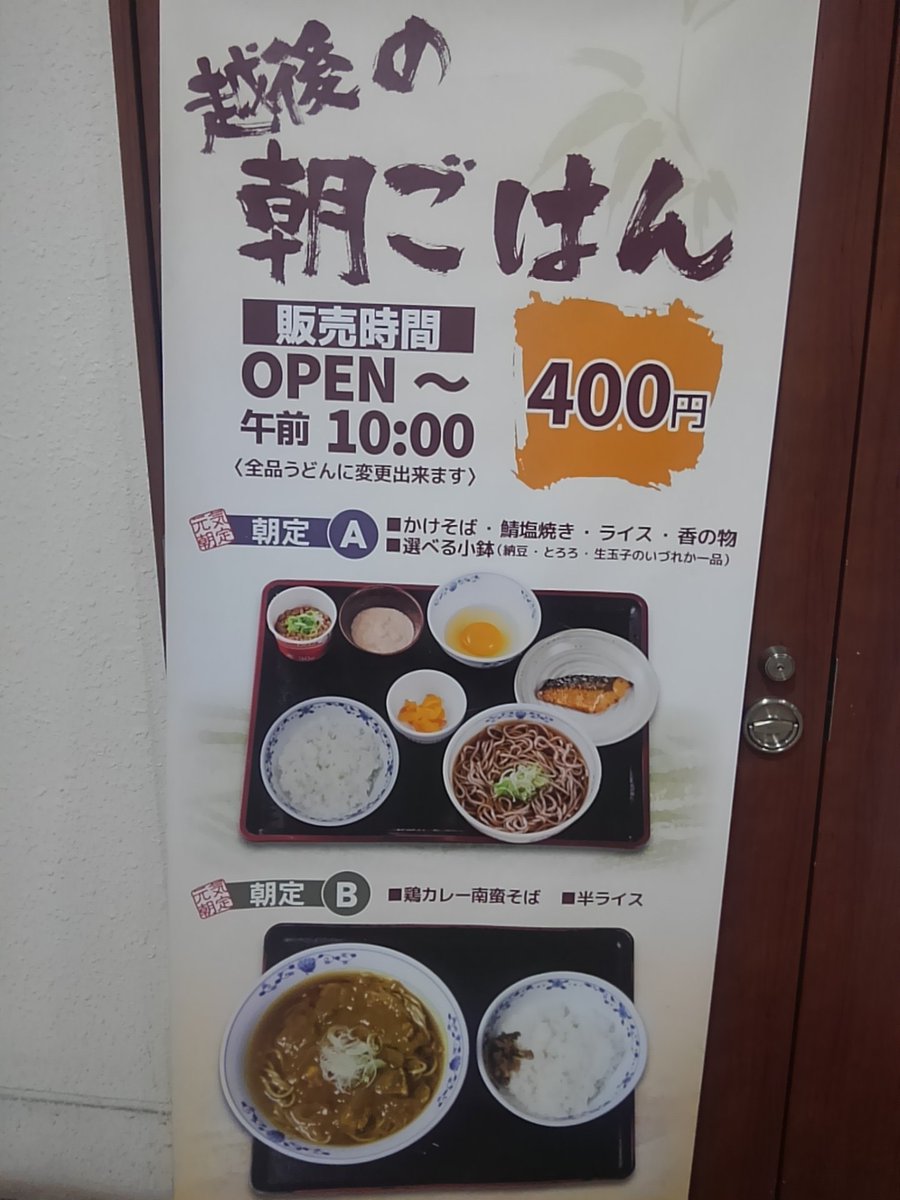 越後の
朝ごはん
販売時間
OPEN ～
午前 10:00
〈全品うどんに変更出来ます〉
400円
元気朝定 朝定 A
■かけそば・鯖塩焼き・ライス・香の物
■選べる小鉢(納豆・とろろ・生玉子のいづれか一品)
元気朝定 朝定 B
■鶏カレー南蛮そば ■半ライス